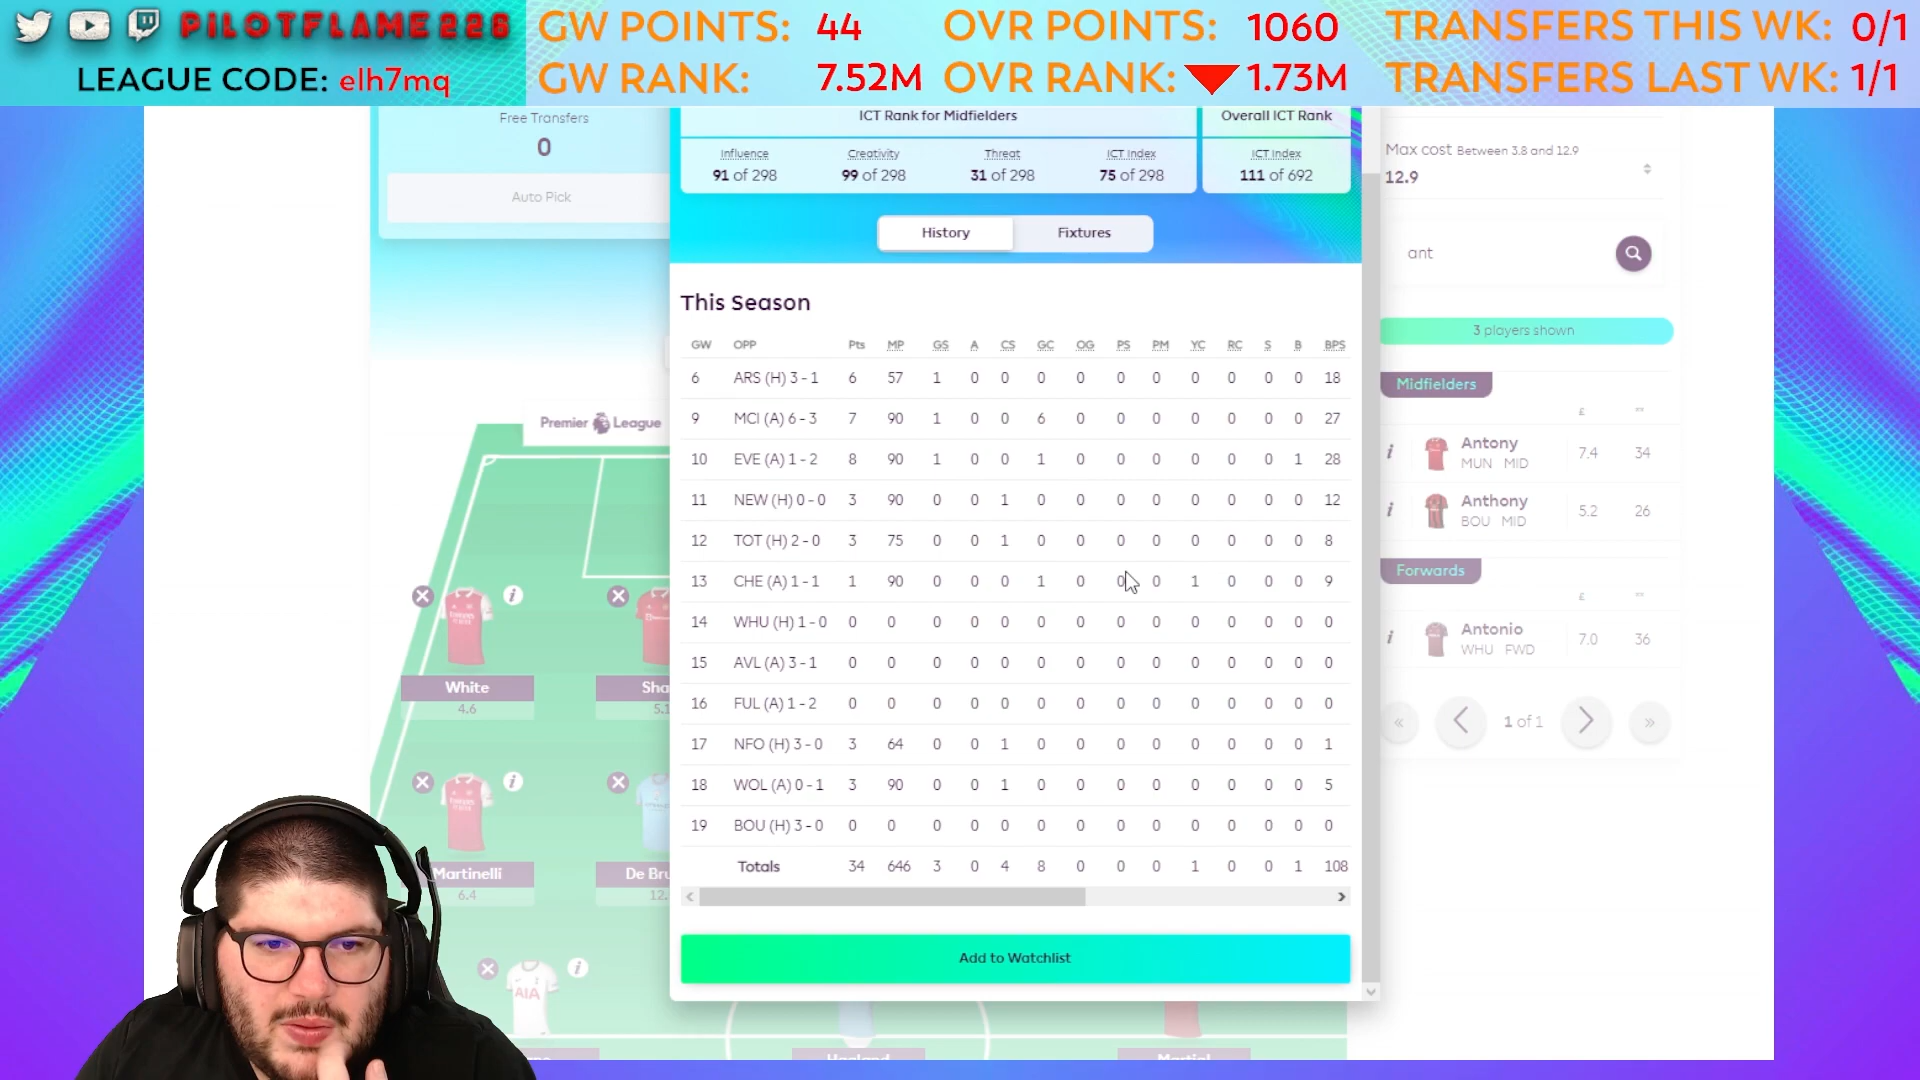 PILOTFLAME226
LEAGUE CODE: elh7mq
GW POINTS: 44
GW RANK: 7.52M
OVR POINTS: 1060
OVR RANK: 1.73M
TRANSFERS THIS WK: 0/1
TRANSFERS LAST WK: 1/1
Free Transfers
0
Auto Pick
ICT Rank for Midfielders
Overall ICT Rank
Influence Creativity Threat ICT Index ICT Index
91 of 298 99 of 298 31 of 298 75 of 298 111 of 692
History Fixtures
This Season
GW OPP Pts MP GS A CS GC OG PS PM YC RC S B BPS
6 ARS (H) 3 - 1 6 57 1 0 0 0 0 0 0 0 0 0 0 18
9 MCI (A) 6 - 3 7 90 1 0 0 6 0 0 0 0 0 0 0 27
10 EVE (A) 1 - 2 8 90 1 0 0 1 0 0 0 0 0 0 1 28
11 NEW (H) 0 - 0 3 90 0 0 1 0 0 0 0 0 0 0 0 12
12 TOT (H) 2 - 0 3 75 0 0 1 0 0 0 0 0 0 0 0 8
13 CHE (A) 1 - 1 1 90 0 0 0 1 0 0 0 1 0 0 0 9
14 WHU (H) 1 - 0 0 0 0 0 0 0 0 0 0 0 0 0 0 0
15 AVL (A) 3 - 1 0 0 0 0 0 0 0 0 0 0 0 0 0 0
16 FUL (A) 1 - 2 0 0 0 0 0 0 0 0 0 0 0 0 0 0
17 NFO (H) 3 - 0 3 64 0 0 1 0 0 0 0 0 0 0 0 1
18 WOL (A) 0 - 1 3 90 0 0 1 0 0 0 0 0 0 0 0 5
19 BOU (H) 3 - 0 0 0 0 0 0 0 0 0 0 0 0 0 0 0
Totals 34 646 3 0 4 8 0 0 0 1 0 0 1 108
Add to Watchlist
Max cost Between 3.8 and 12.9
12.9
ant
3 players shown
Midfielders
£
Antony
MUN MID
7.4 34
Anthony
BOU MID
5.2 26
Forwards
£
Antonio
WHU FWD
7.0 36
1 of 1
Premier League
White
4.6
Sha
5.1
Martinelli
6.4
De Bru
12.
AIA
Haaland
Martial